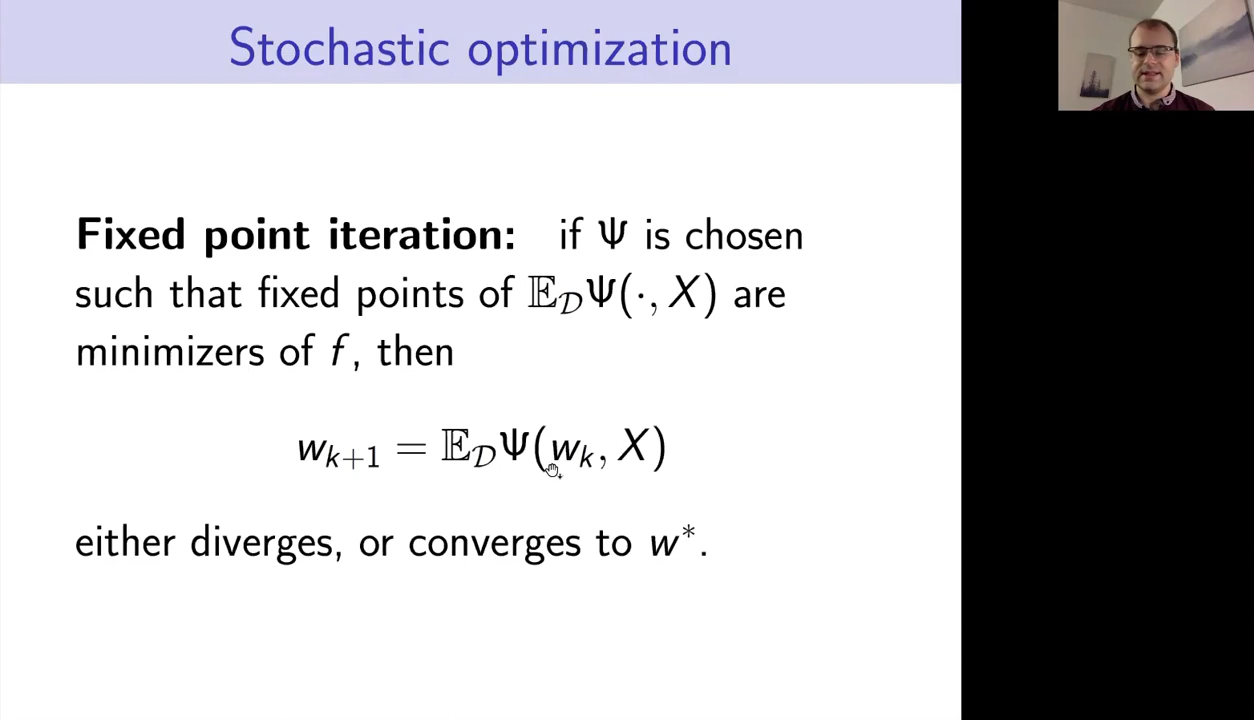 Stochastic optimization
Fixed point iteration: if Ψ is chosen
such that fixed points of 𝔼_𝒟Ψ(·, X) are
minimizers of f, then
w_{k+1} = 𝔼_𝒟Ψ(w_k, X)
either diverges, or converges to w*.